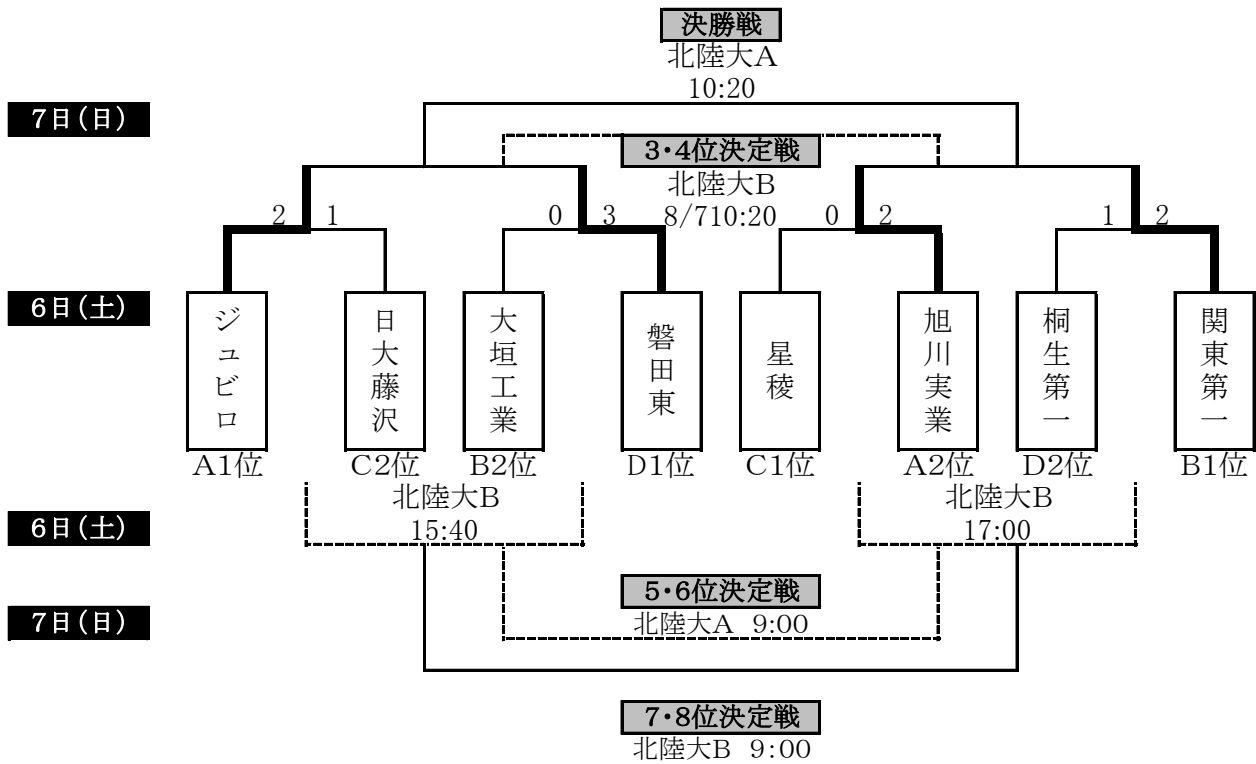 決勝戦
北陸大A
10:20
7日(日)
3・4位決定戦
北陸大B
8/710:20
2 1 0 3 0 2 1 2
6日(土)
ジュビロ
日大藤沢
大垣工業
磐田東
星稜
旭川実業
桐生第一
関東第一
A1位 C2位 B2位 D1位 C1位 A2位 D2位 B1位
北陸大B 北陸大B
6日(土)
15:40 17:00
5・6位決定戦
7日(日)
北陸大A 9:00
7・8位決定戦
北陸大B 9:00